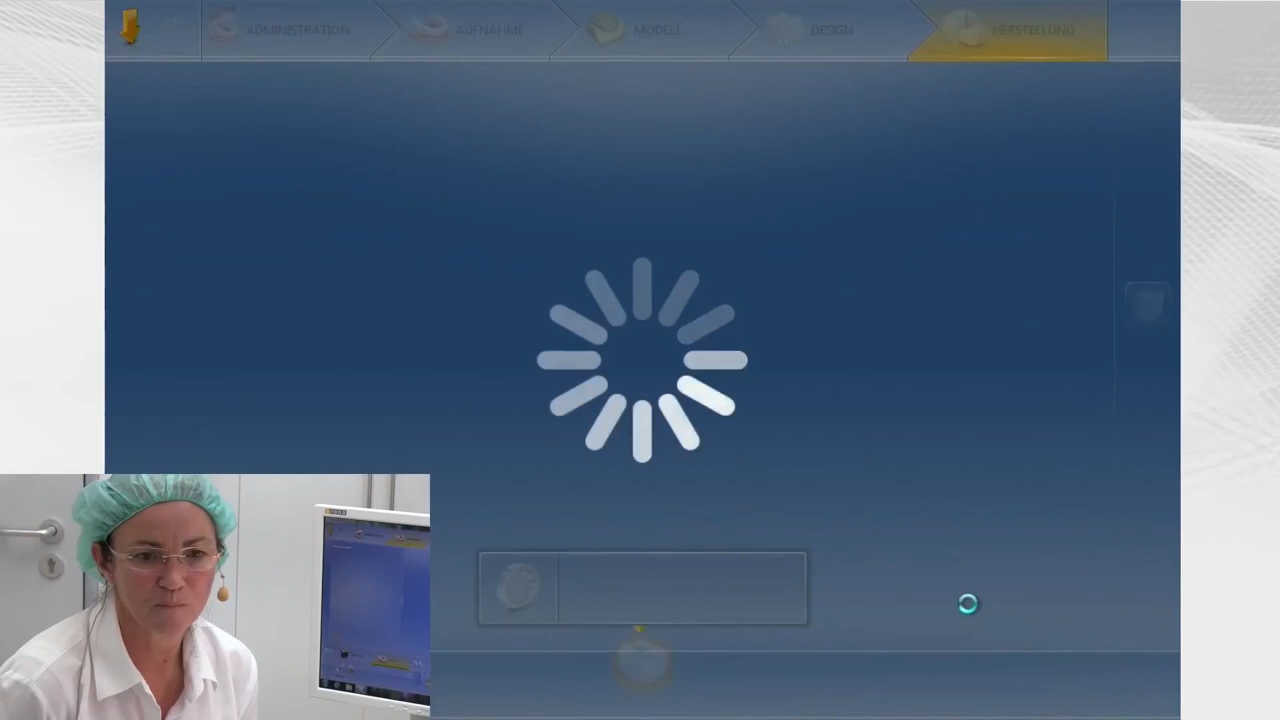 ADMINISTRATION
AUFNAHME
MODELL
DESIGN
HERSTELLUNG